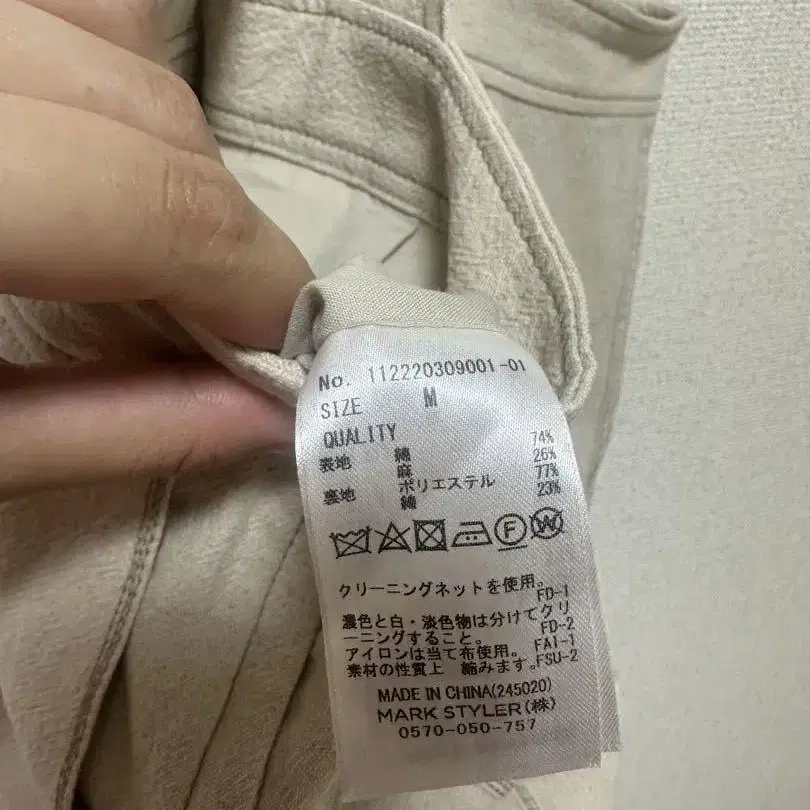 No. 112220309001-01
SIZE M
QUALITY
表地 綿 74%
麻 26%
裏地 ポリエステル 77%
綿 23%
F W
クリーニングネットを使用。
FD-1
濃色と白・淡色物は分けてクリ
ーニングすること。 FD-2
アイロンは当て布使用。 FAI-1
素材の性質上 縮みます。FSU-2
MADE IN CHINA(245020)
MARK STYLER(株)
0570-050-757